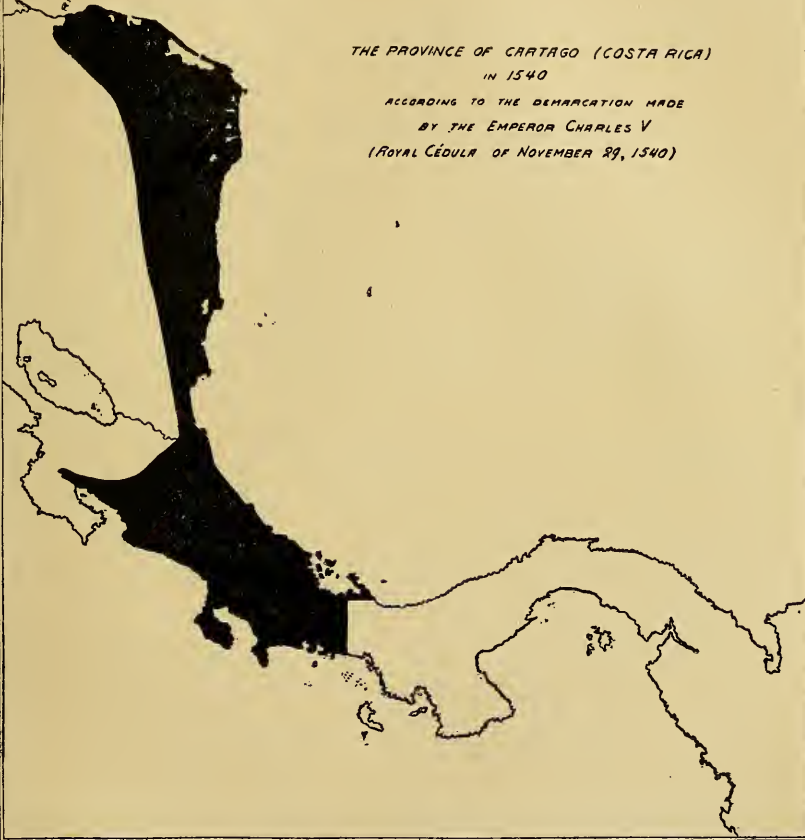 THE PROVINCE OF CARTAGO (COSTA RICA)
IN 1540
ACCORDING TO THE DEMARCATION MADE
BY THE EMPEROR CHARLES V
(ROYAL CÉDULA OF NOVEMBER 29, 1540)